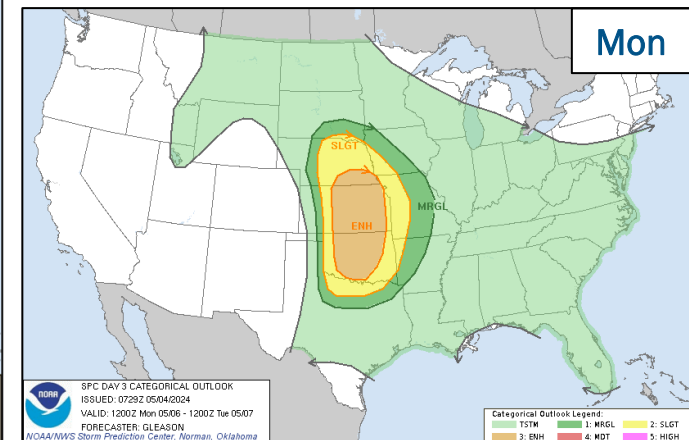 Mon
SLGT
MRGL
ENH
NOAA
SPC DAY 3 CATEGORICAL OUTLOOK
ISSUED: 0729Z 05/04/2024
VALID: 1200Z Mon 05/06 - 1200Z Tue 05/07
FORECASTER: GLEASON
NOAA/NWS Storm Prediction Center, Norman, Oklahoma
Categorical Outlook Legend:
TSTM 1: MRGL 2: SLGT
3: ENH 4: MDT 5: HIGH